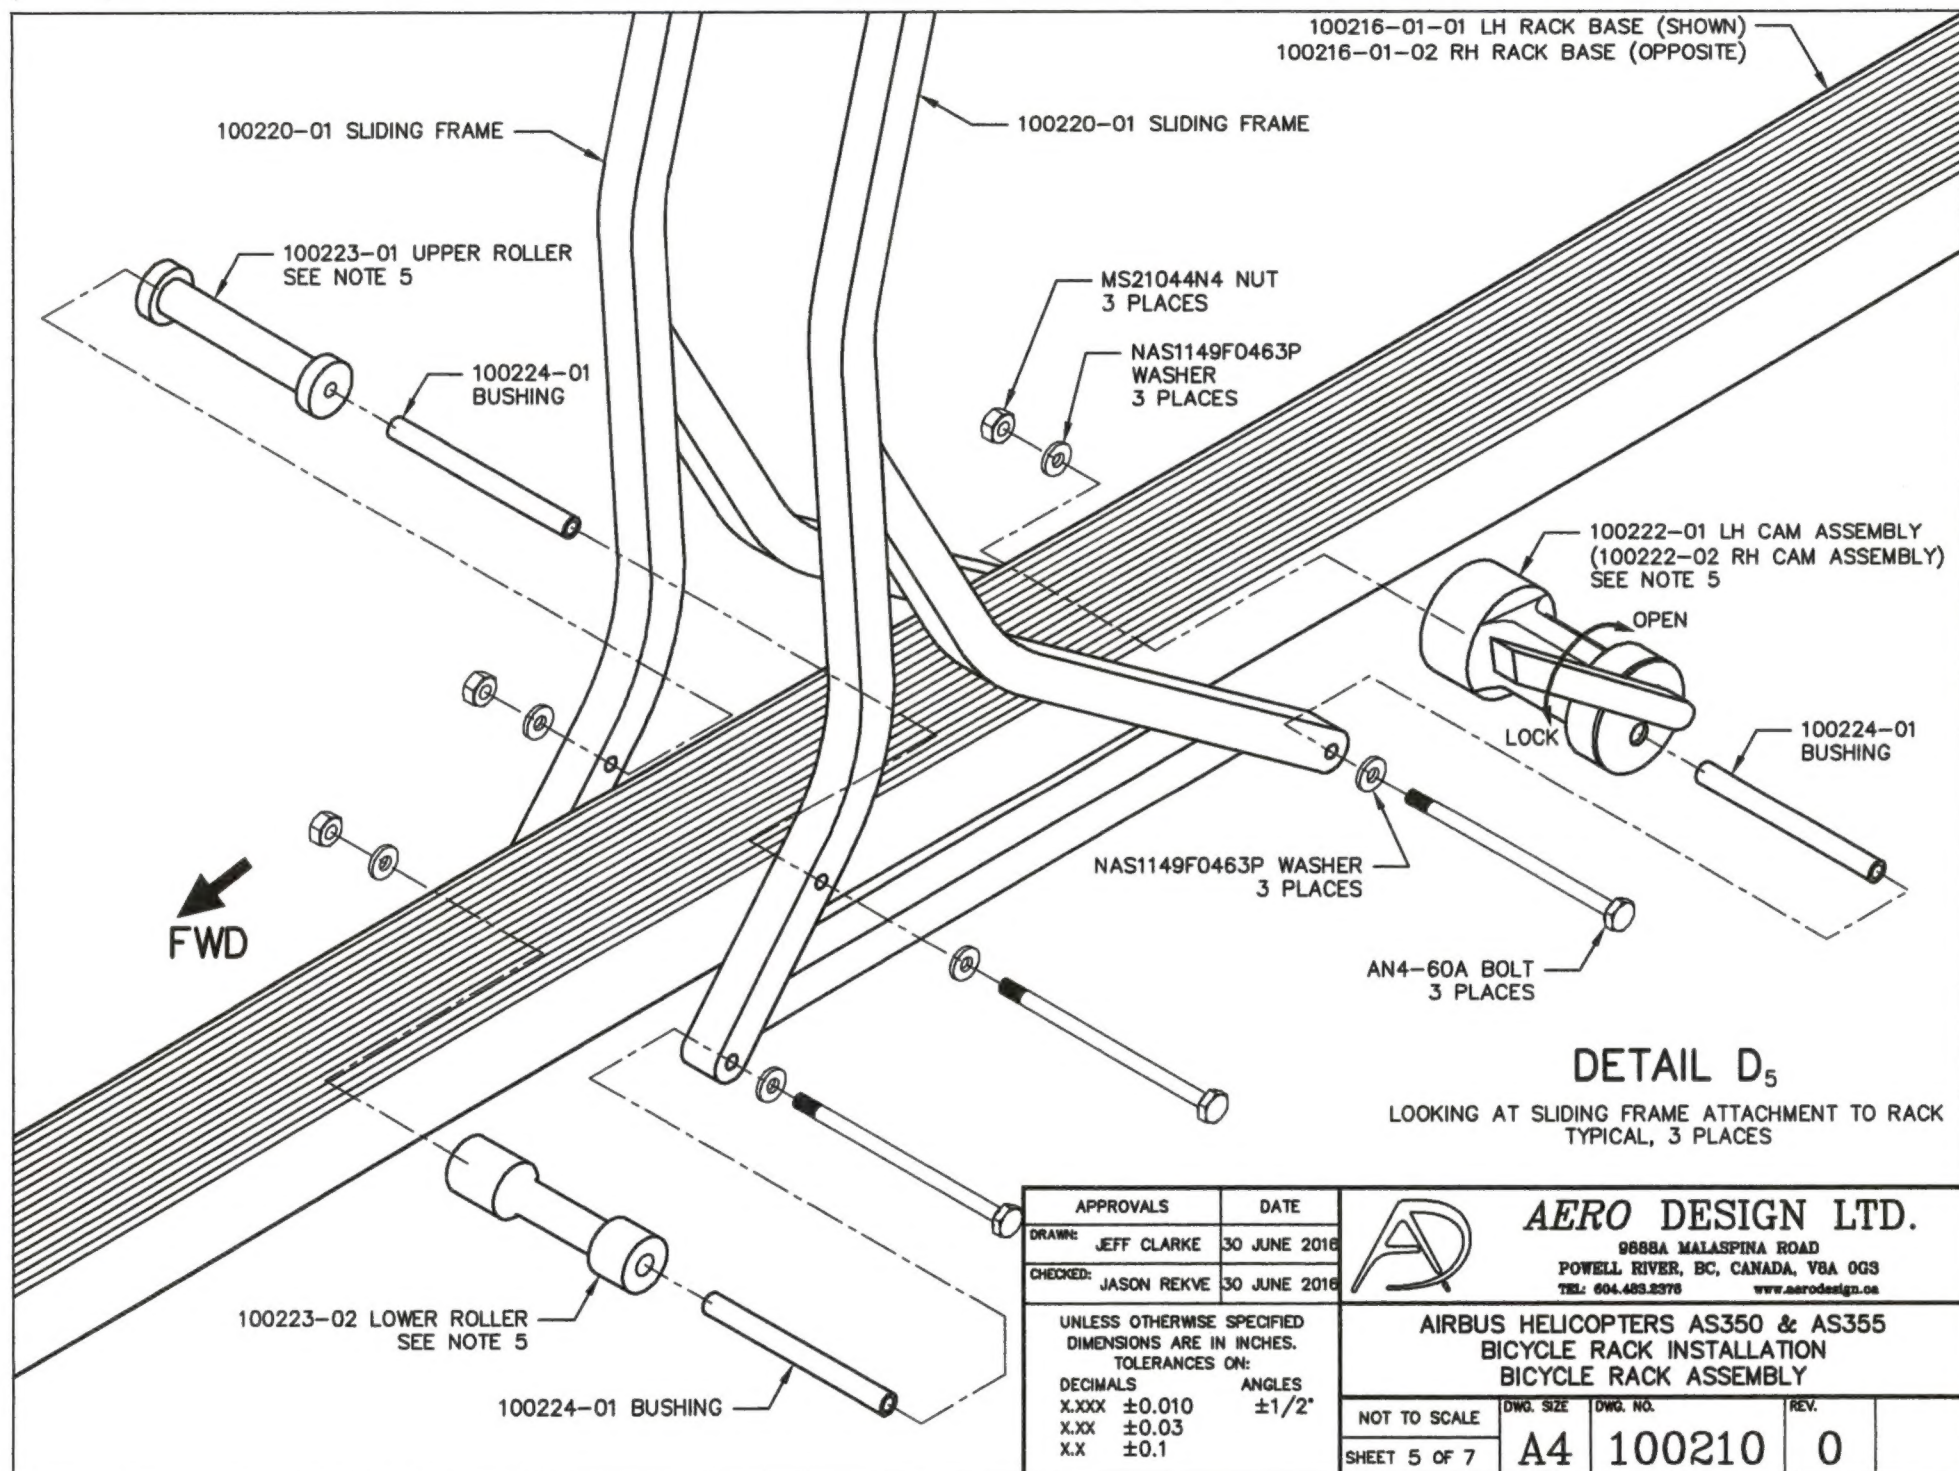 100216-01-01 LH RACK BASE (SHOWN)
100216-01-02 RH RACK BASE (OPPOSITE)
100220-01 SLIDING FRAME
100220-01 SLIDING FRAME
100223-01 UPPER ROLLER
SEE NOTE 5
MS21044N4 NUT
3 PLACES
NAS1149F0463P
WASHER
3 PLACES
100224-01
BUSHING
100222-01 LH CAM ASSEMBLY
(100222-02 RH CAM ASSEMBLY)
SEE NOTE 5
OPEN
LOCK
100224-01
BUSHING
NAS1149F0463P WASHER
3 PLACES
FWD
AN4-60A BOLT
3 PLACES
DETAIL D5
LOOKING AT SLIDING FRAME ATTACHMENT TO RACK
TYPICAL, 3 PLACES
100223-02 LOWER ROLLER
SEE NOTE 5
100224-01 BUSHING
APPROVALS DATE
DRAWN: JEFF CLARKE 30 JUNE 2016
CHECKED: JASON REKVE 30 JUNE 2016
UNLESS OTHERWISE SPECIFIED
DIMENSIONS ARE IN INCHES.
TOLERANCES ON:
DECIMALS ANGLES
X.XXX ±0.010 ±1/2°
X.XX ±0.03
X.X ±0.1
AERO DESIGN LTD.
9888A MALASPINA ROAD
POWELL RIVER, BC, CANADA, V8A 0G3
TEL: 604.483.2376 www.aerodesign.ca
AIRBUS HELICOPTERS AS350 & AS355
BICYCLE RACK INSTALLATION
BICYCLE RACK ASSEMBLY
NOT TO SCALE
SHEET 5 OF 7
DWG. SIZE
A4
DWG. NO.
100210
REV.
0